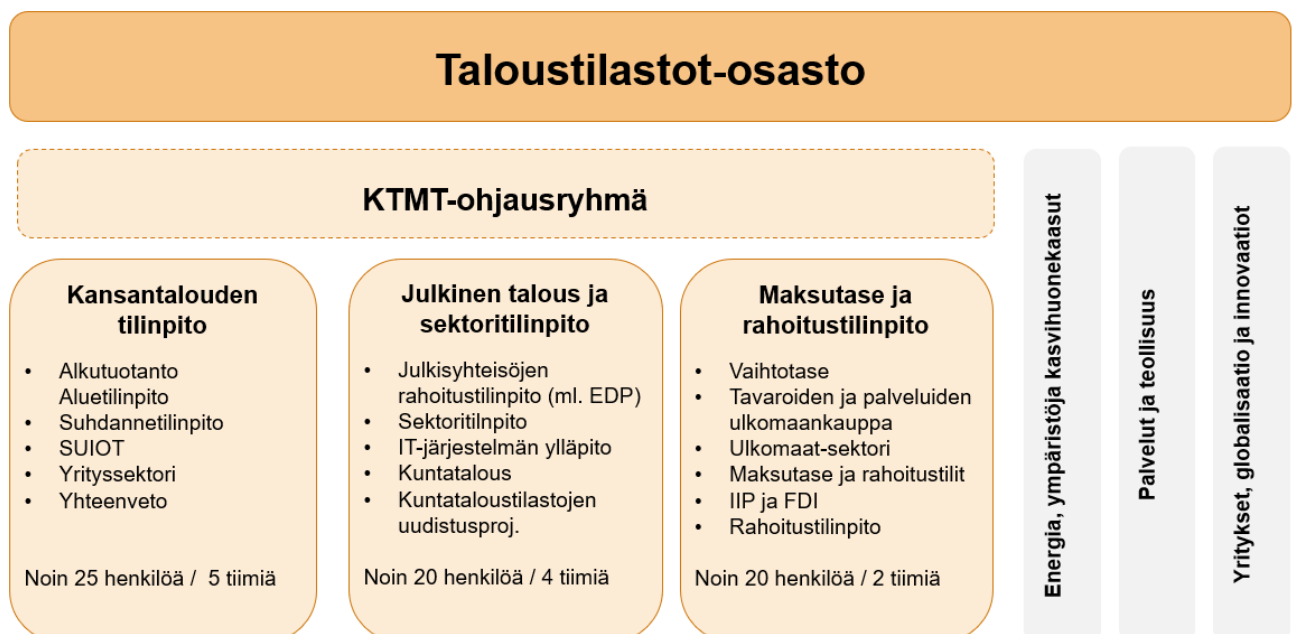 Taloustilastot-osasto
KTMT-ohjausryhmä
Kansantalouden
tilinpito
• Alkutuotanto
Aluetilinpito
• Suhdannetilinpito
• SUIOT
• Yrityssektori
• Yhteenveto
Noin 25 henkilöä / 5 tiimiä
Julkinen talous ja
sektoritilinpito
• Julkisyhteisöjen
rahoitustilinpito (ml. EDP)
• Sektoritilnpito
• IT-järjestelmän ylläpito
• Kuntatalous
• Kuntataloustilastojen
uudistusproj.
Noin 20 henkilöä / 4 tiimiä
Maksutase ja
rahoitustilinpito
• Vaihtotase
• Tavaroiden ja palveluiden
ulkomaankauppa
• Ulkomaat-sektori
• Maksutase ja rahoitustilit
• IIP ja FDI
• Rahoitustilinpito
Noin 20 henkilöä / 2 tiimiä
Energia, ympäristöja kasvihuonekaasut
Palvelut ja teollisuus
Yritykset, globalisaatio ja innovaatiot